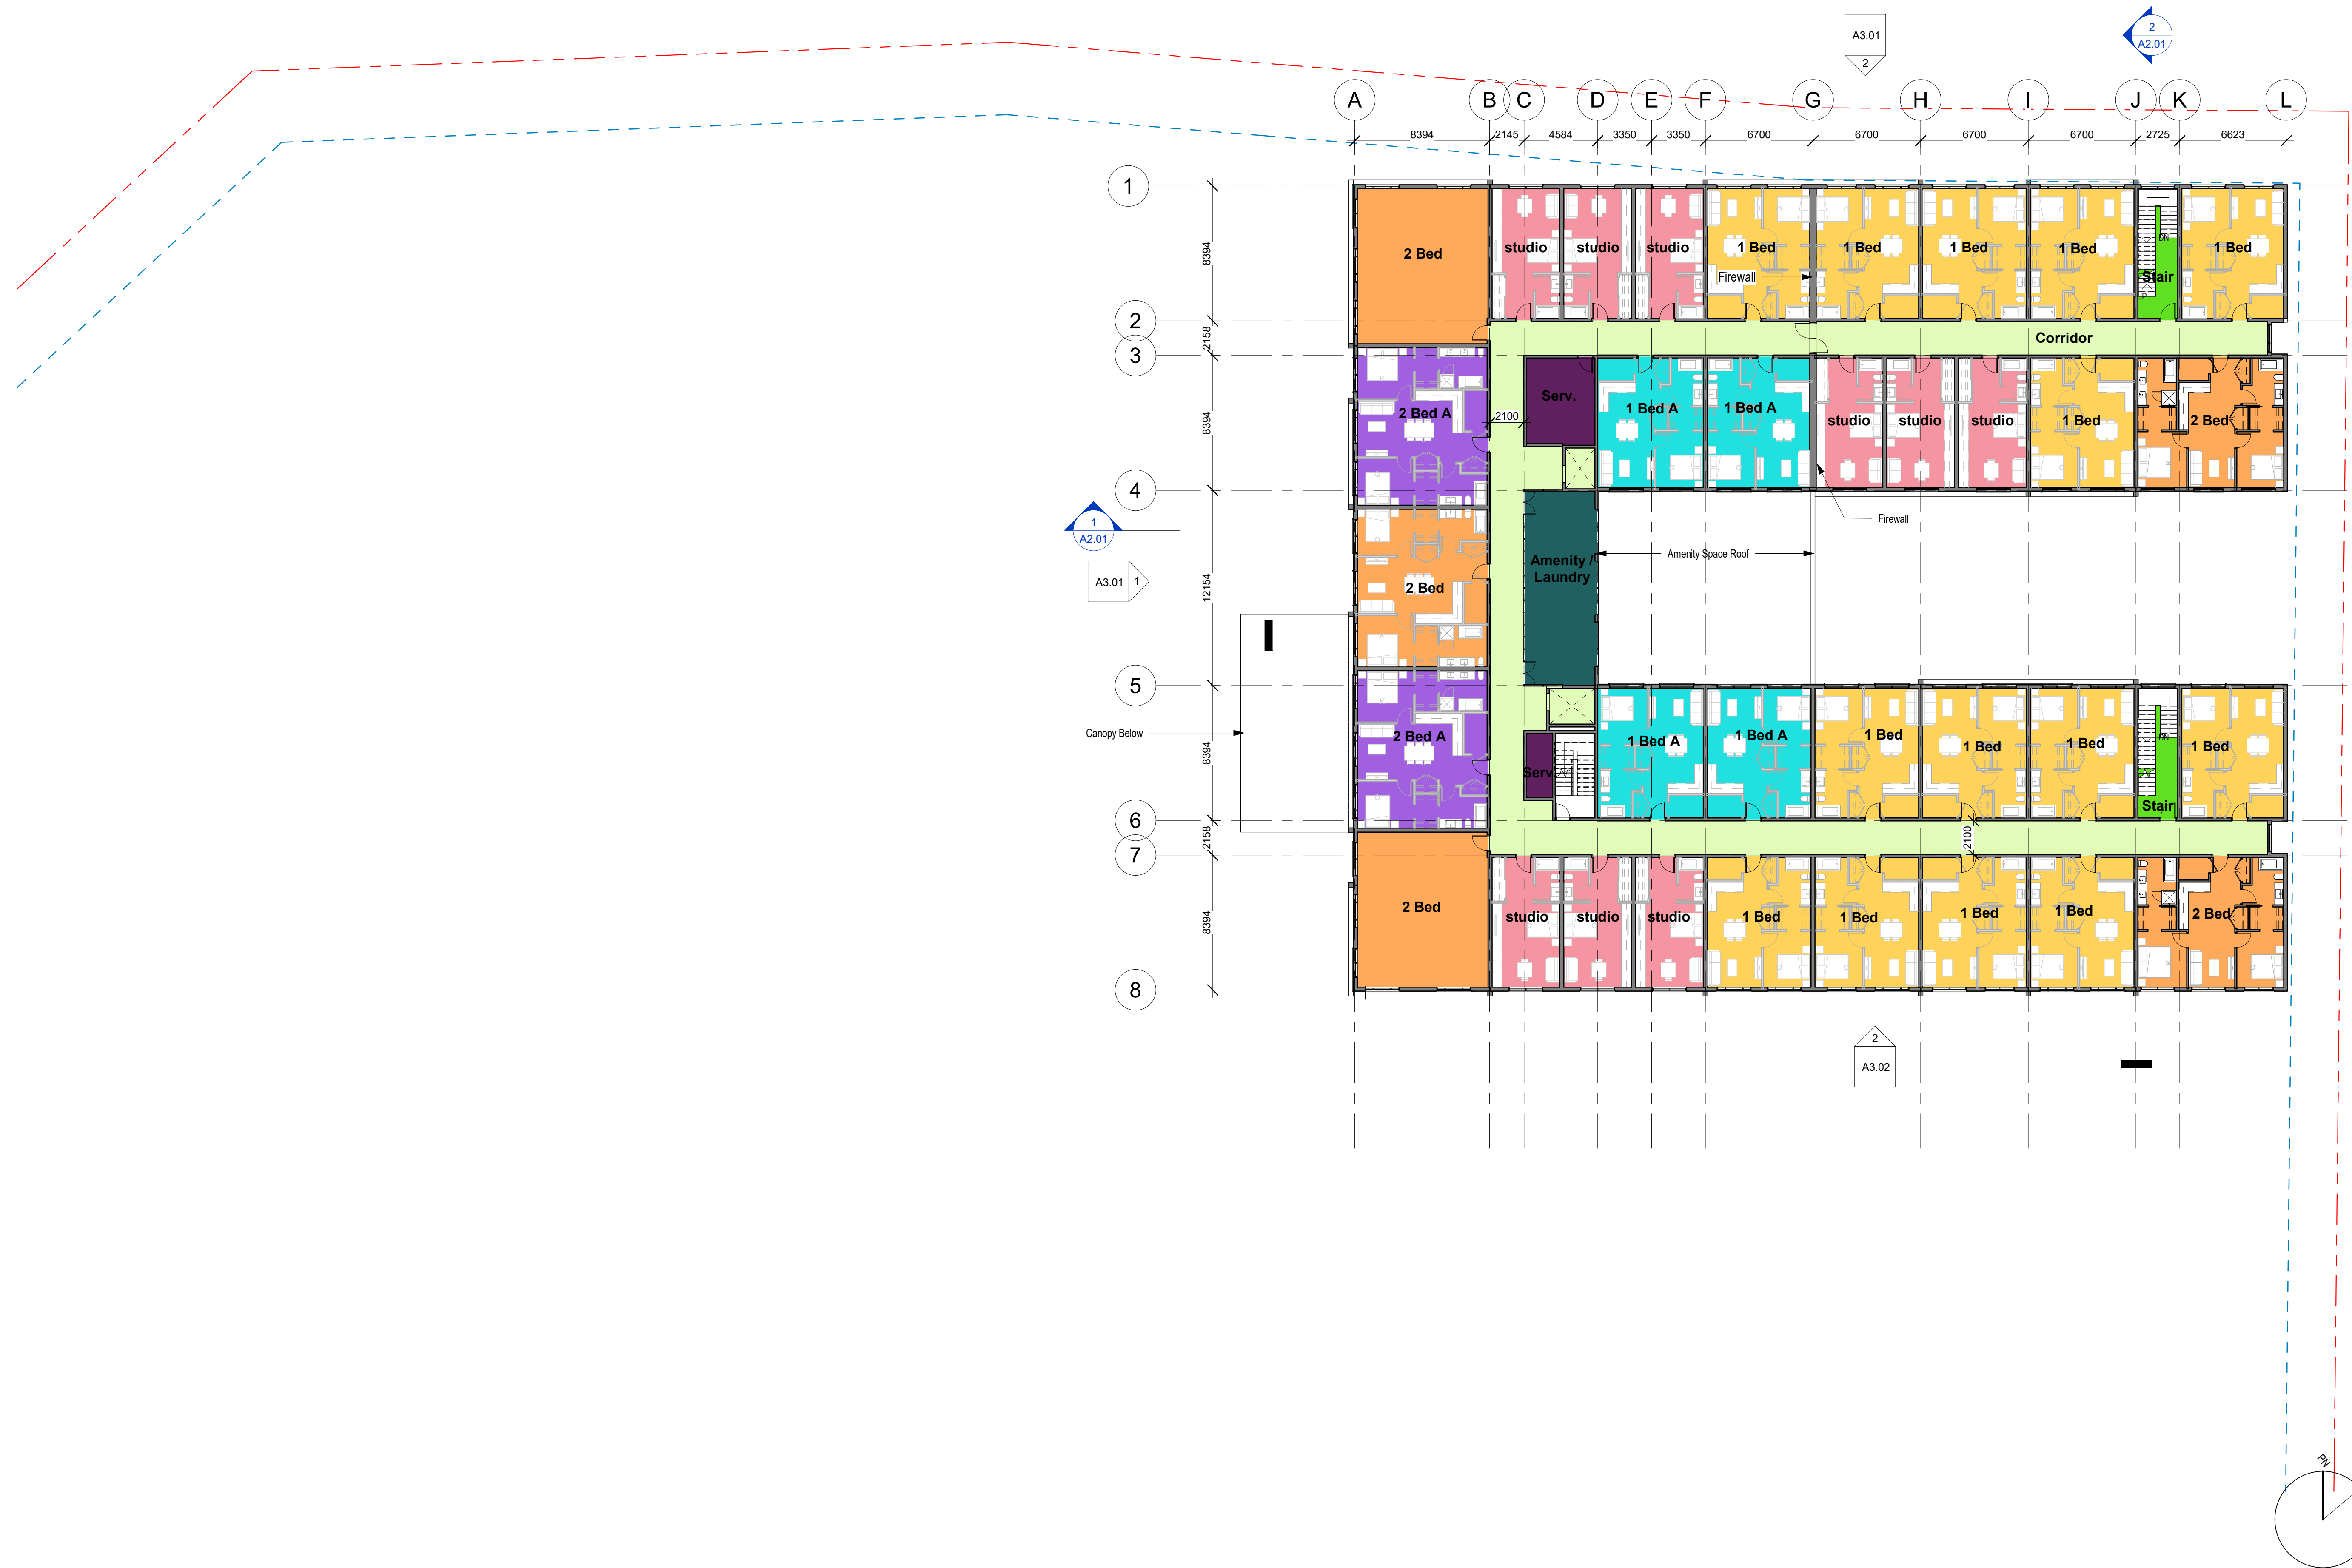 A3.01
2
2
A2.01
A B C D E F G H I J K L
8394 2145 4584 3350 3350 6700 6700 6700 6700 2725 6623
1
8394
2 Bed
studio
studio
studio
1 Bed
1 Bed
1 Bed
1 Bed
1 Bed
DN
Stair
Firewall
2
2158
3
Corridor
8394
2 Bed A
2100
Serv.
1 Bed A
1 Bed A
studio
studio
studio
1 Bed
2 Bed
4
1
A2.01
A3.01
1
Firewall
Amenity /
Laundry
Amenity Space Roof
12154
2 Bed
5
Canopy Below
8394
2 Bed A
Serv.
1 Bed A
1 Bed A
1 Bed
1 Bed
1 Bed
DN
1 Bed
Stair
6
2158
7
2100
8394
2 Bed
studio
studio
studio
1 Bed
1 Bed
1 Bed
1 Bed
2 Bed
8
2
A3.02
PN